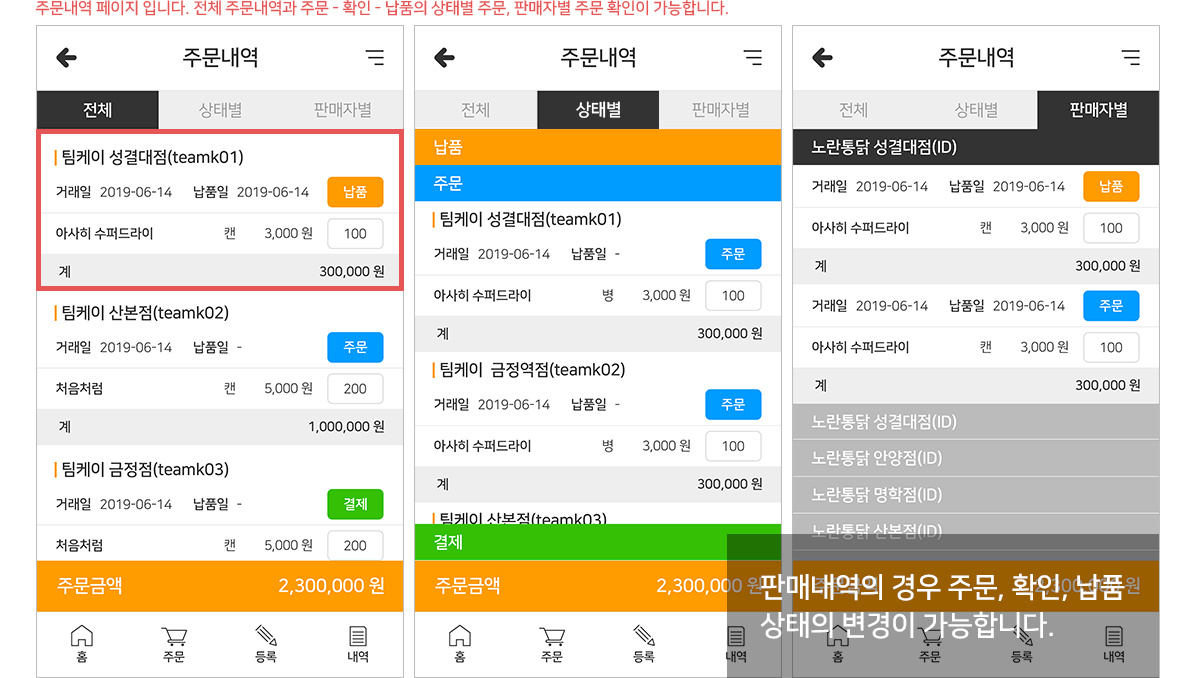 주문내역 페이지 입니다. 전체 주문내역과 주문 - 확인 - 납품의 상태별 주문, 판매자별 주문 확인이 가능합니다.
주문내역
전체 상태별 판매자별
팀케이 성결대점(teamk01)
거래일 2019-06-14 납품일 2019-06-14 납품
아사히 수퍼드라이 캔 3,000 원 100
계 300,000 원
팀케이 산본점(teamk02)
거래일 2019-06-14 납품일 - 주문
처음처럼 캔 5,000 원 200
계 1,000,000 원
팀케이 금정점(teamk03)
거래일 2019-06-14 납품일 - 결제
처음처럼 캔 5,000 원 200
주문금액 2,300,000 원
홈 주문 등록 내역
주문내역
전체 상태별 판매자별
납품
주문
팀케이 성결대점(teamk01)
거래일 2019-06-14 납품일 - 주문
아사히 수퍼드라이 병 3,000 원 100
계 300,000 원
팀케이 금정역점(teamk02)
거래일 2019-06-14 납품일 - 주문
아사히 수퍼드라이 병 3,000 원 100
계 300,000 원
팀케이 산본점(teamk03)
결제
주문금액 2,300,000 원
홈 주문 등록 내역
주문내역
전체 상태별 판매자별
노란통닭 성결대점(ID)
거래일 2019-06-14 납품일 2019-06-14 납품
아사히 수퍼드라이 캔 3,000 원 100
계 300,000 원
거래일 2019-06-14 납품일 2019-06-14 주문
아사히 수퍼드라이 캔 3,000 원 100
계 300,000 원
노란통닭 성결대점(ID)
노란통닭 안양점(ID)
노란통닭 명학점(ID)
노란통닭 산본점(ID)
판매내역의 경우 주문, 확인, 납품
상태의 변경이 가능합니다.
홈 주문 등록 내역